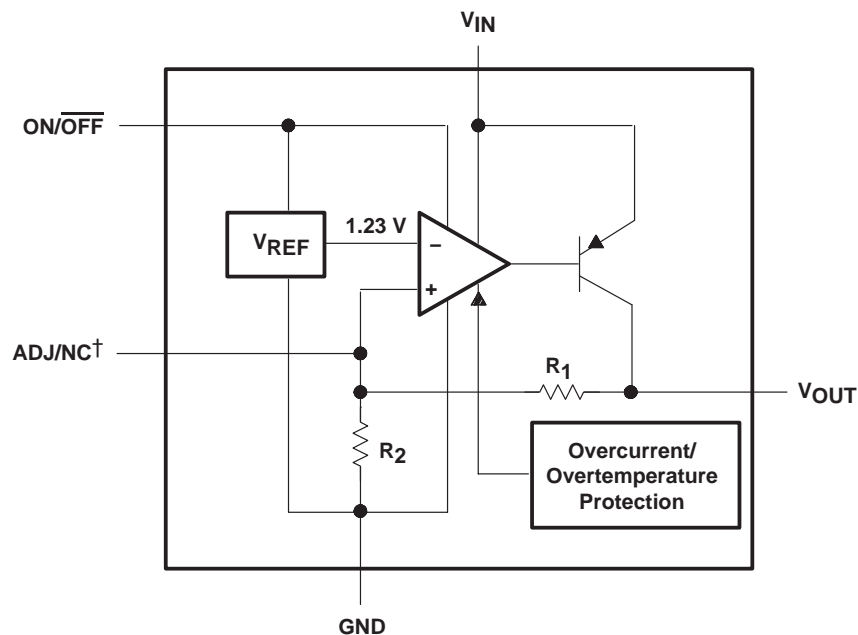 VIN
ON/OFF
1.23 V
VREF
−
+
ADJ/NC†
R1
VOUT
R2
Overcurrent/
Overtemperature
Protection
GND